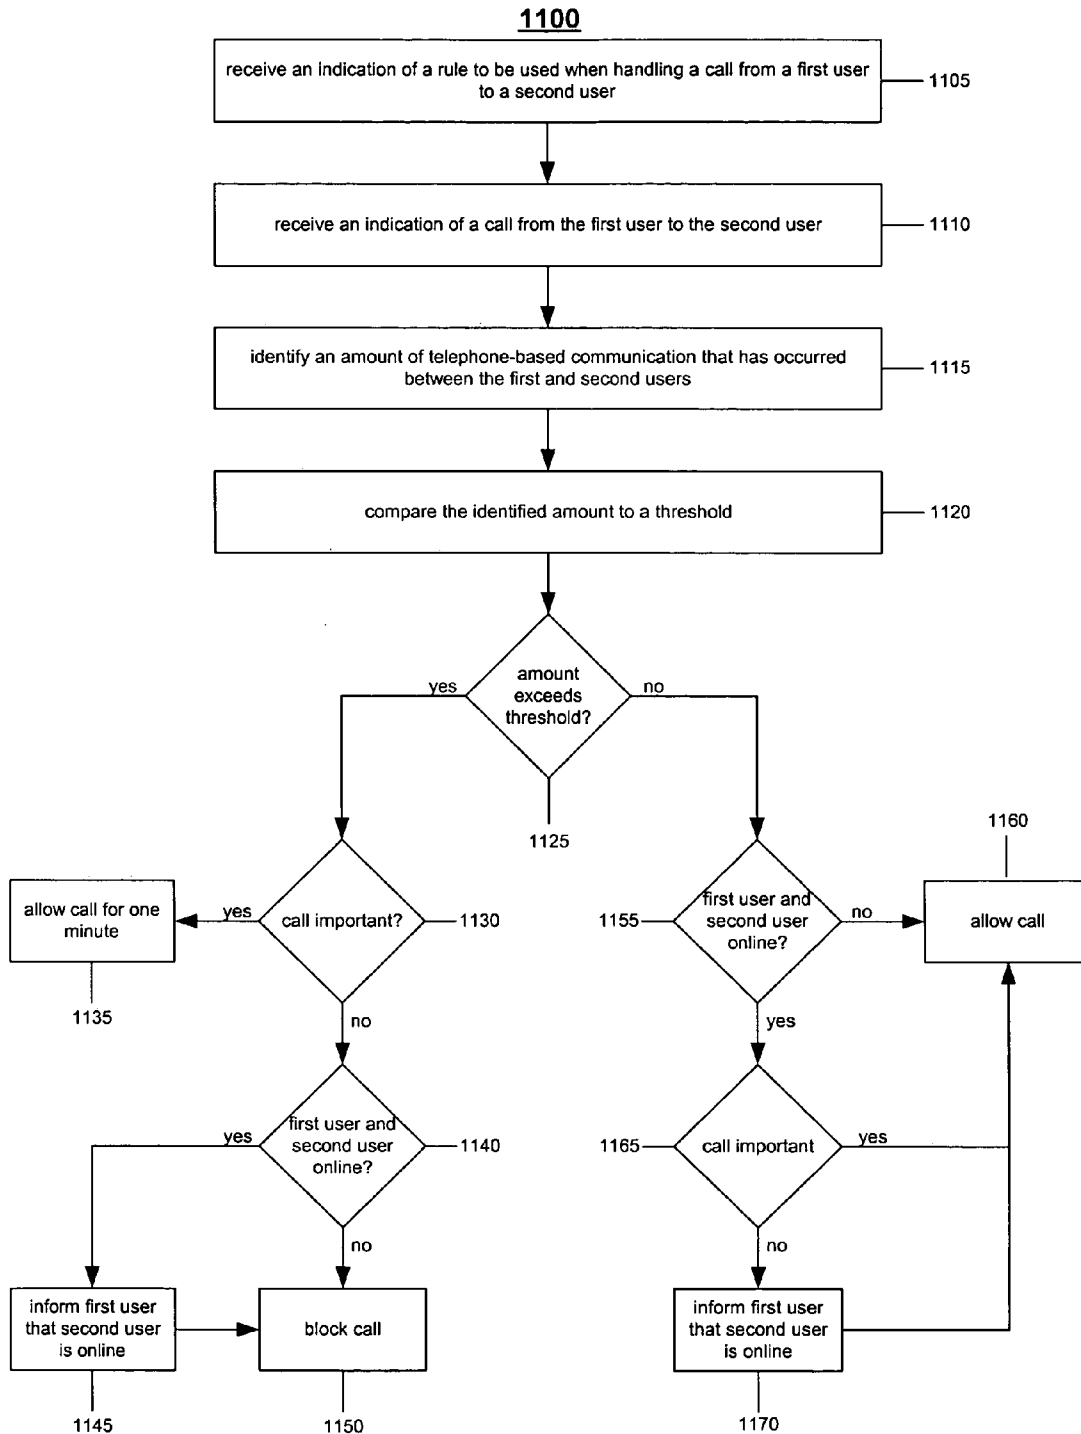 1100
receive an indication of a rule to be used when handling a call from a first user
to a second user
1105
receive an indication of a call from the first user to the second user
1110
identify an amount of telephone-based communication that has occurred
between the first and second users
1115
compare the identified amount to a threshold
1120
amount
exceeds
threshold?
yes
no
1125
1160
allow call for one
minute
yes
call important?
1130
1155
first user and
second user
online?
no
allow call
1135
no
yes
yes
first user and
second user
online?
1140
1165
call important
yes
no
no
inform first user
that second user
is online
block call
inform first user
that second user
is online
1145
1150
1170